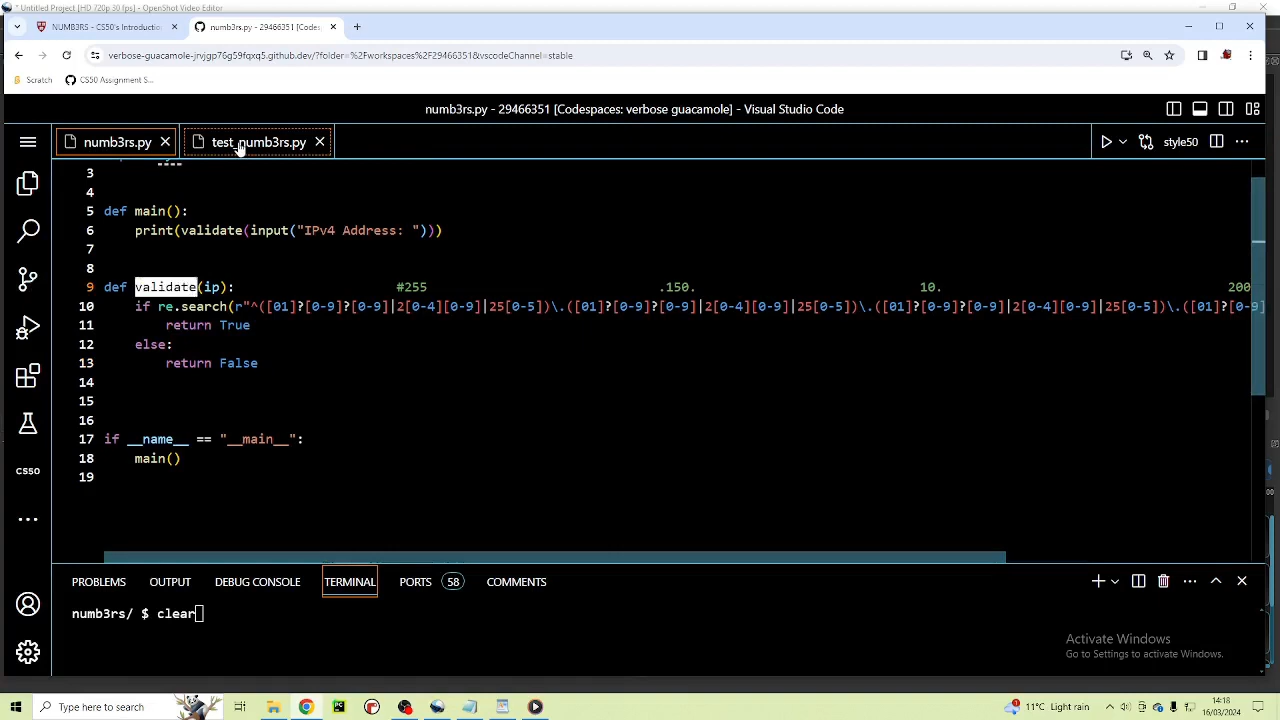 * Untitled Project [HD 720p 30 fps] - OpenShot Video Editor
NUMB3RS - CS50's Introduction
numb3rs.py - 29466351 [Codes
verbose-guacamole-jrvjgp76g59fqxq5.github.dev/?folder=%2Fworkspaces%2F29466351&vscodeChannel=stable
Scratch
CS50 Assignment S...
numb3rs.py - 29466351 [Codespaces: verbose guacamole] - Visual Studio Code
numb3rs.py
test_numb3rs.py
style50
3
4
5 def main():
6 print(validate(input("IPv4 Address: ")))
7
8
9 def validate(ip): #255 .150. 10. 200
10 if re.search(r"^([01]?[0-9]?[0-9]|2[0-4][0-9]|25[0-5])\.([01]?[0-9]?[0-9]|2[0-4][0-9]|25[0-5])\.([01]?[0-9]?[0-9]|2[0-4][0-9]|25[0-5])\.([01]?[0-9]
11 return True
12 else:
13 return False
14
15
16
17 if __name__ == "__main__":
18 main()
19
CS50
PROBLEMS OUTPUT DEBUG CONSOLE TERMINAL PORTS 58 COMMENTS
numb3rs/ $ clear
Activate Windows
Go to Settings to activate Windows.
Type here to search
11°C Light rain
14:18
16/03/2024